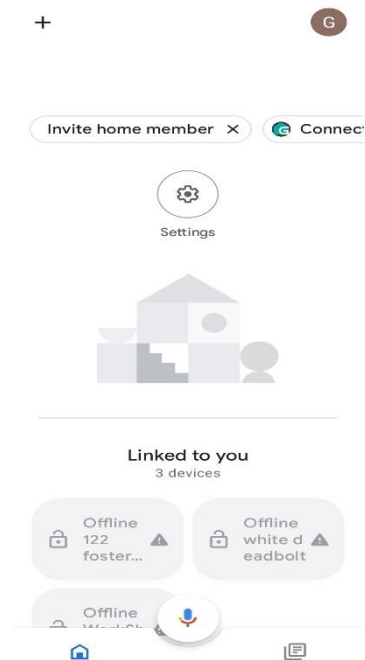 G
Invite home member
Connec
Settings
Linked to you
3 devices
Offline
122
foster...
Offline
white d
eadbolt
Offline